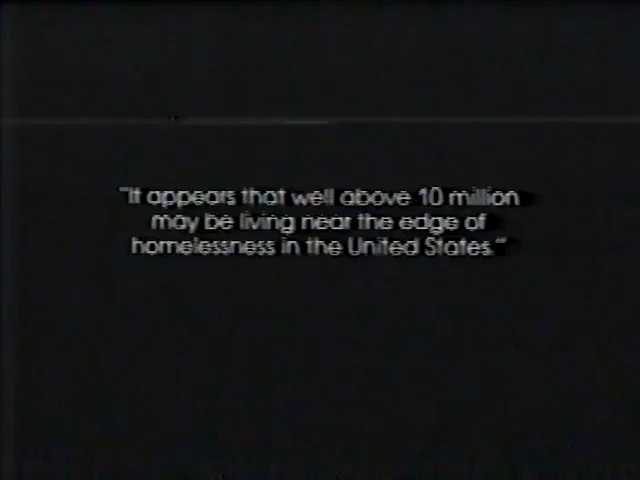 "It appears that well above 10 million
may be living near the edge of
homelessness in the United States."